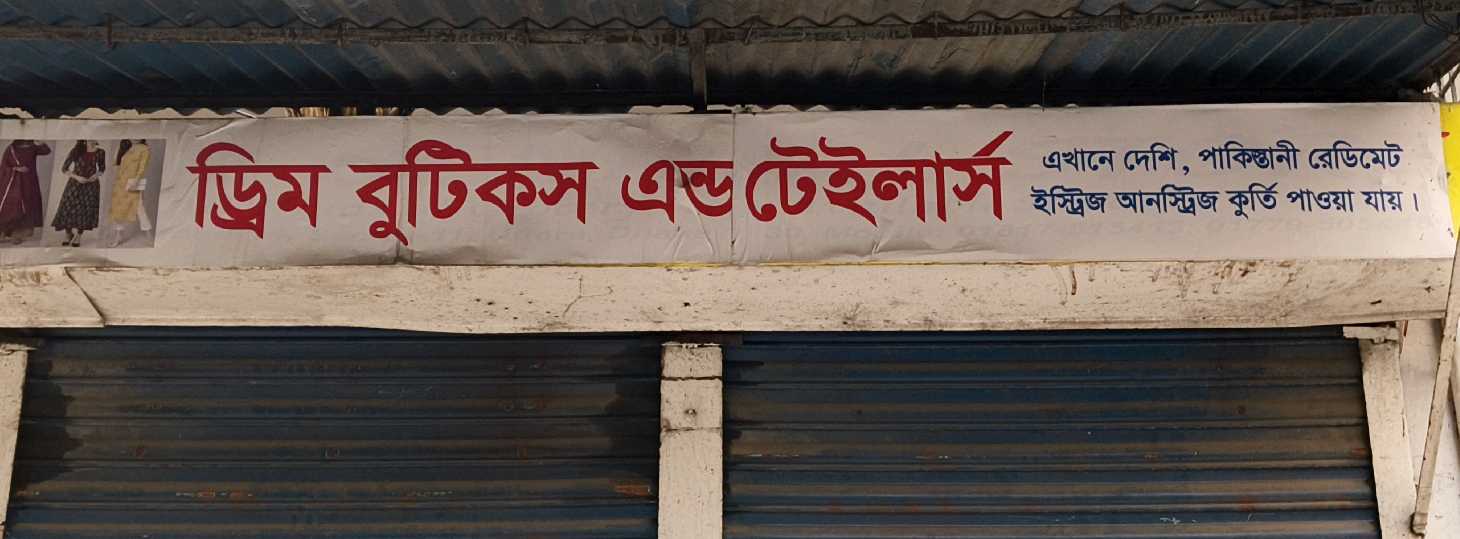 ড্রিম বুটিকস এন্ড টেইলার্স
এখানে দেশি, পাকিস্তানী রেডিমেট
ইস্ট্রিজ আনস্ট্রিজ কুর্তি পাওয়া যায়।